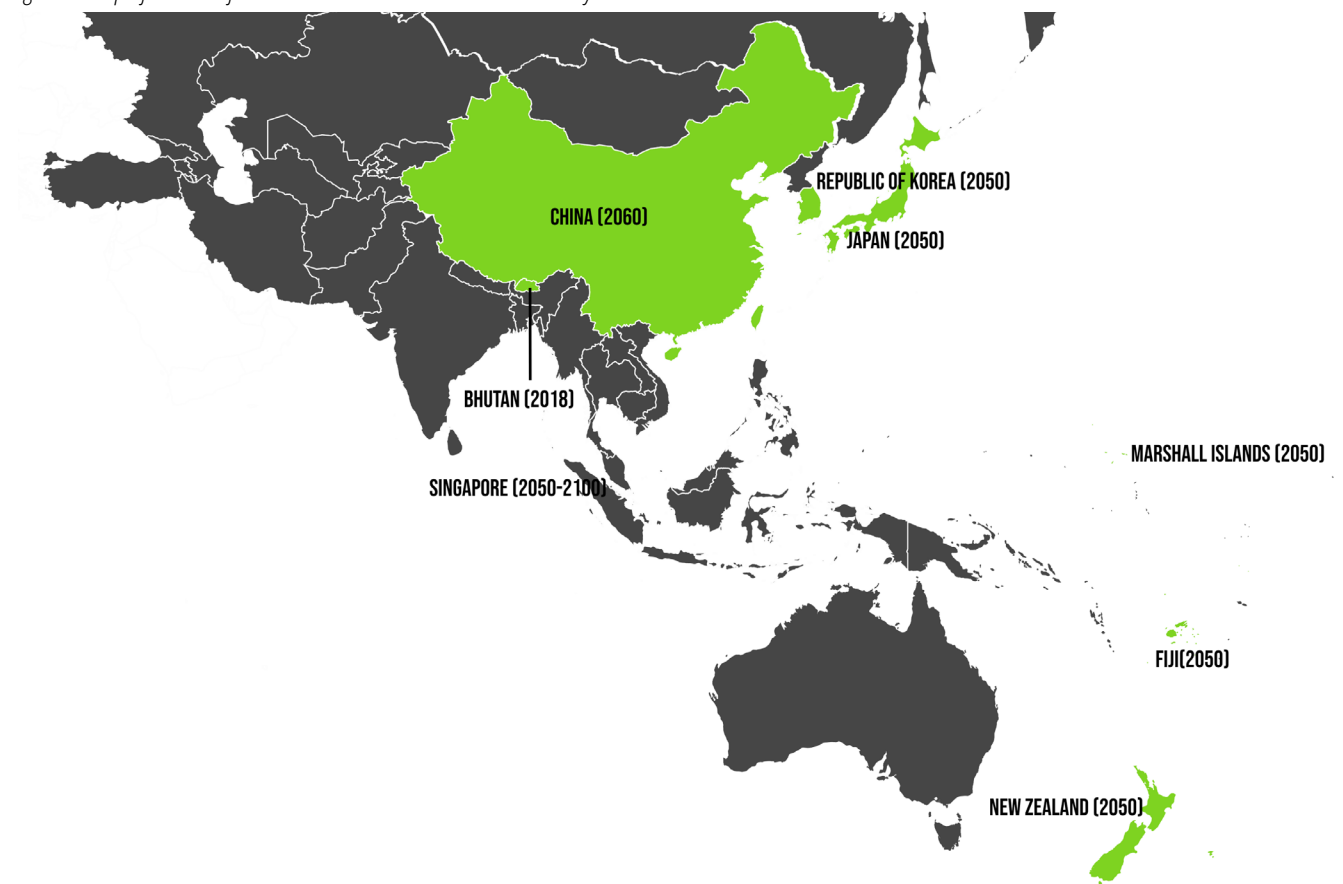 REPUBLIC OF KOREA (2050)
CHINA (2060)
JAPAN (2050)
BHUTAN (2018)
MARSHALL ISLANDS (2050)
SINGAPORE (2050-2100)
FIJI(2050)
NEW ZEALAND (2050)